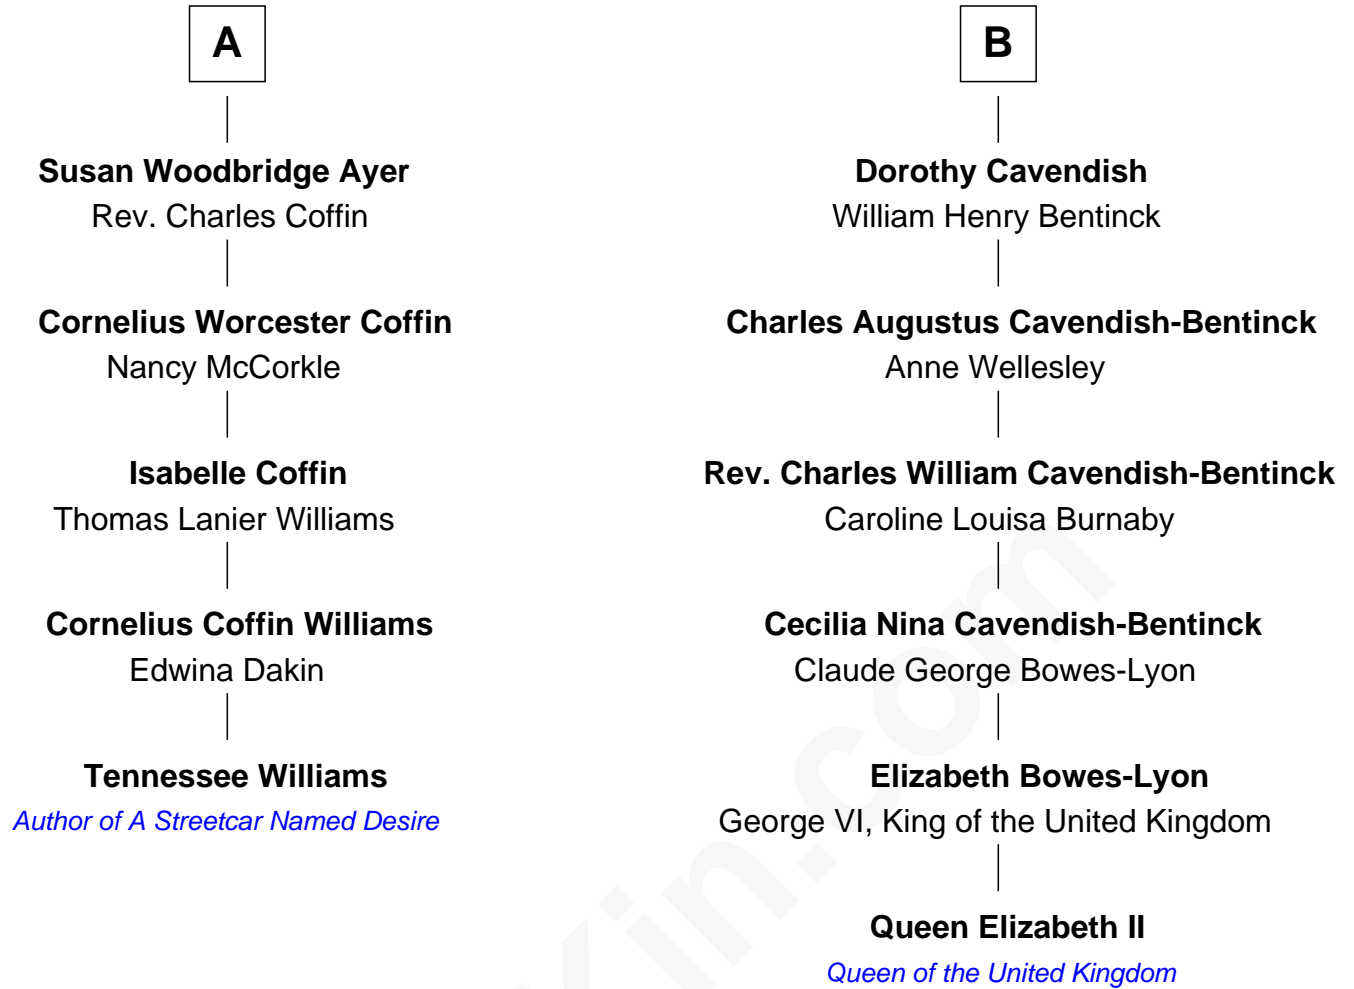 A
Susan Woodbridge Ayer
Rev. Charles Coffin
Cornelius Worcester Coffin
Nancy McCorkle
Isabelle Coffin
Thomas Lanier Williams
Cornelius Coffin Williams
Edwina Dakin
Tennessee Williams
Author of A Streetcar Named Desire
B
Dorothy Cavendish
William Henry Bentinck
Charles Augustus Cavendish-Bentinck
Anne Wellesley
Rev. Charles William Cavendish-Bentinck
Caroline Louisa Burnaby
Cecilia Nina Cavendish-Bentinck
Claude George Bowes-Lyon
Elizabeth Bowes-Lyon
George VI, King of the United Kingdom
Queen Elizabeth II
Queen of the United Kingdom
Kin.com